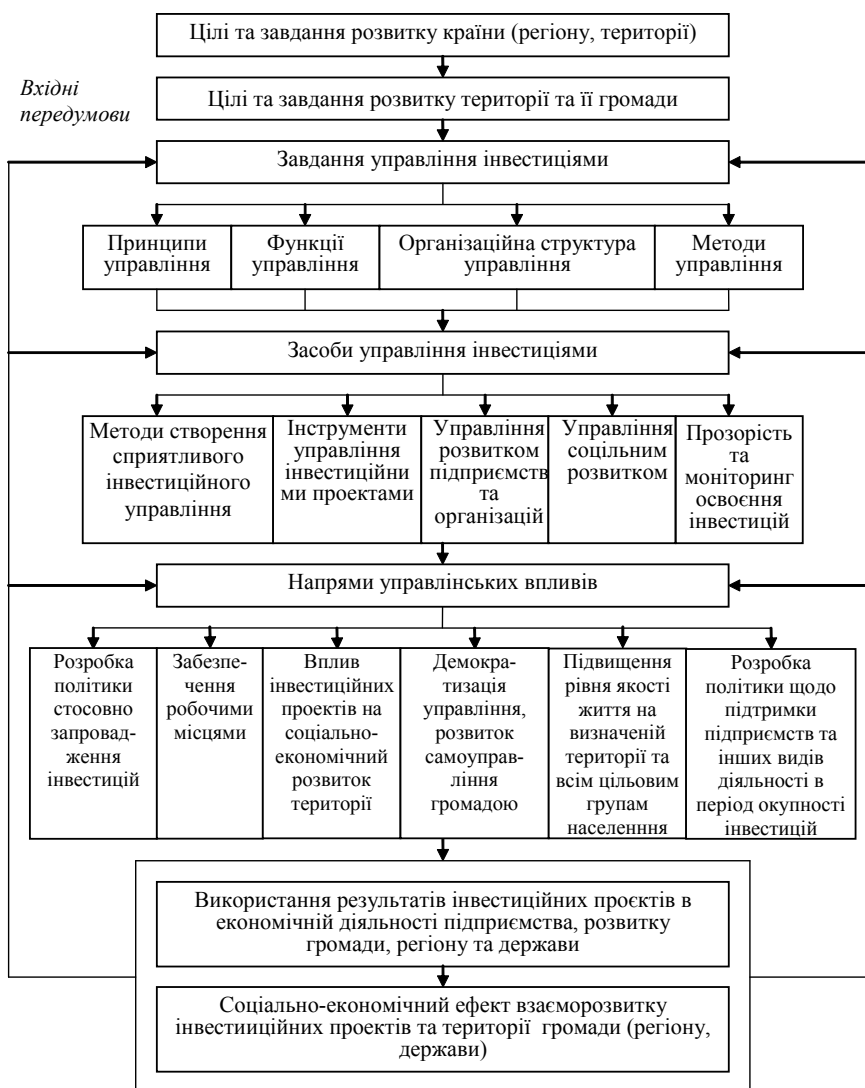 Цілі та завдання розвитку країни (регіону, території)
Вхідні
передумови
Цілі та завдання розвитку території та її громади
Завдання управління інвестиціями
Принципи
управління
Функції
управління
Організаційна структура
управління
Методи
управління
Засоби управління інвестиціями
Методи створення
сприятливого
інвестиційного
управління
Інструменти
управління
інвестиційни
ми проектами
Управління
розвитком
підприємств
та
організацій
Управління
соцільним
розвитком
Прозорість
та
моніторинг
освоєння
інвестицій
Напрями управлінських впливів
Розробка
політики
стосовно
запровад-
ження
інвестицій
Забезпе-
чення
робочими
місцями
Вплив
інвестиційних
проектів на
соціально-
економічний
розвиток
території
Демокра-
тизація
управління,
розвиток
самоуправ-
ління
громадою
Підвищення
рівня якості
життя на
визначеній
території та
всім цільовим
групам
населенння
Розробка
політики щодо
підтримки
підприємств та
інших видів
діяльності в
період окупності
інвестицій
Використання результатів інвестиційних проєктів в
економічній діяльності підприємства, розвитку
громади, регіону та держави
Соціально-економічний ефект взаєморозвитку
інвестииційних проектів та території громади (регіону,
держави)